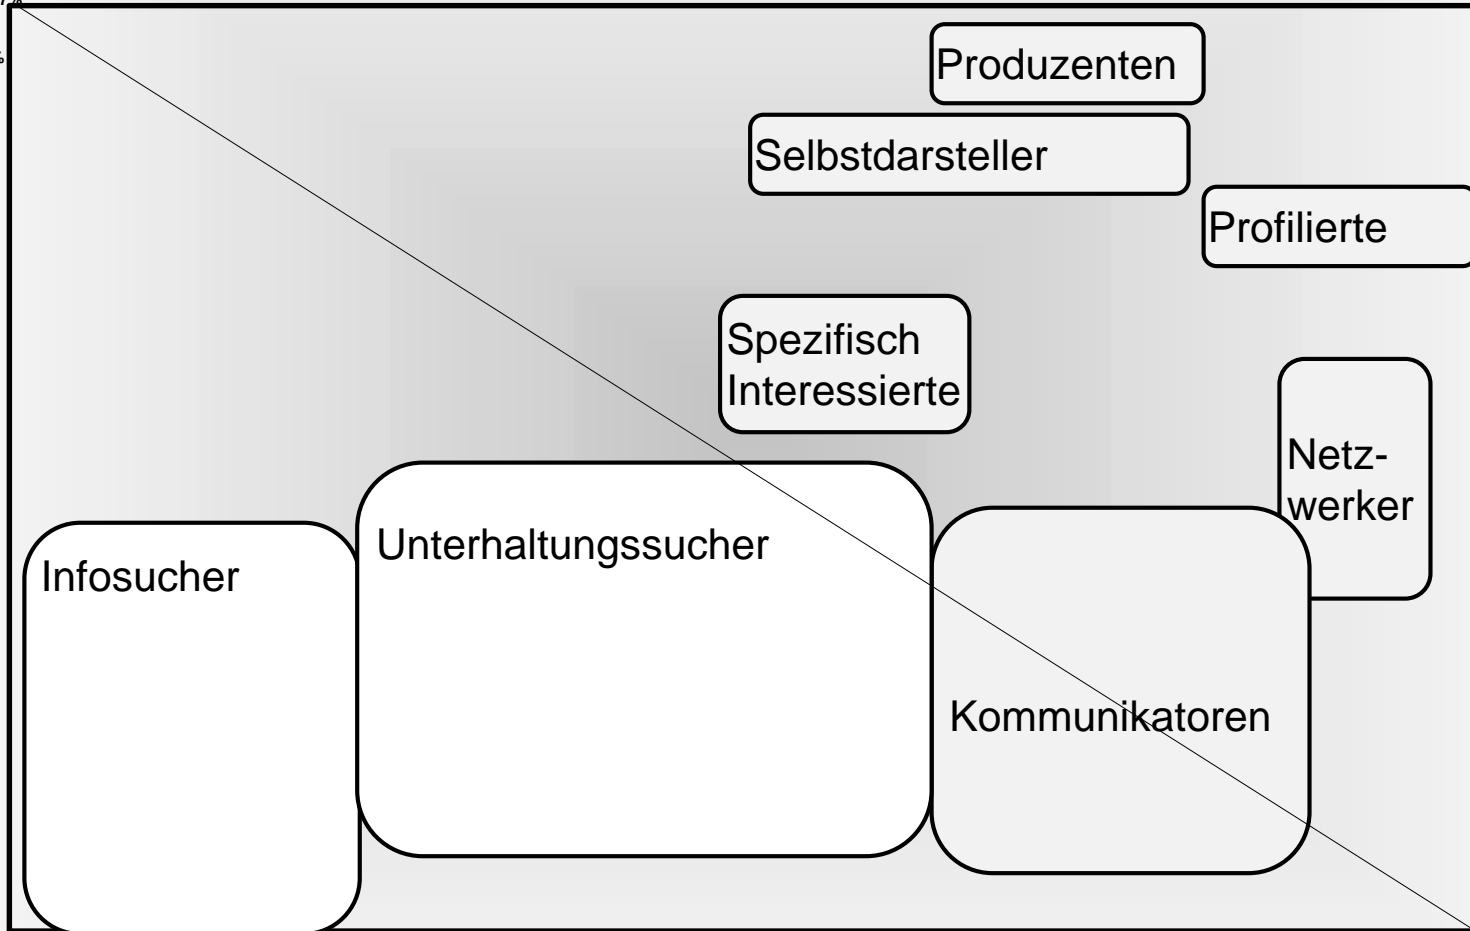 Produzenten
Selbstdarsteller
Profilierte
Spezifisch
Interessierte
Netz-
werker
Unterhaltungssucher
Infosucher
Kommunikatoren